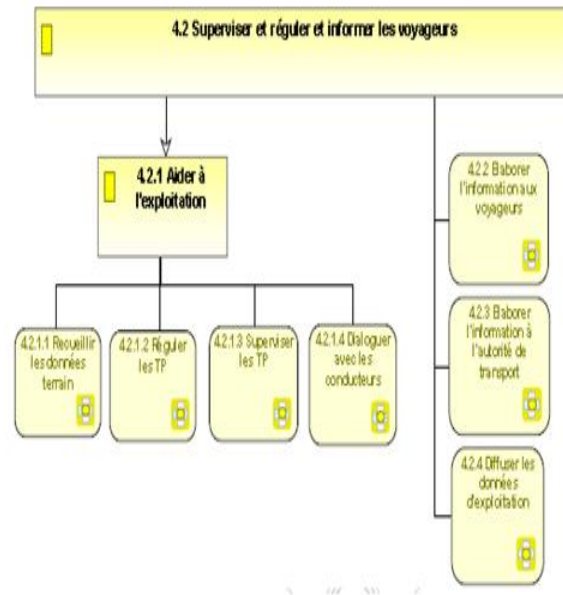 4.2 Superviser et réguler et informer les voyageurs
4.2.1 Aider à
l'exploitation
4.2.2 Elaborer
l'information aux
voyageurs
4.2.1.1 Recueillir
les données
terrain
4.2.1.2 Réguler
les TP
4.2.1.3 Superviser
les TP
4.2.1.4 Dialoguer
avec les
conducteurs
4.2.3 Elaborer
l'information à
l'autorité de
transport
4.2.4 Diffuser les
données
d'exploitation